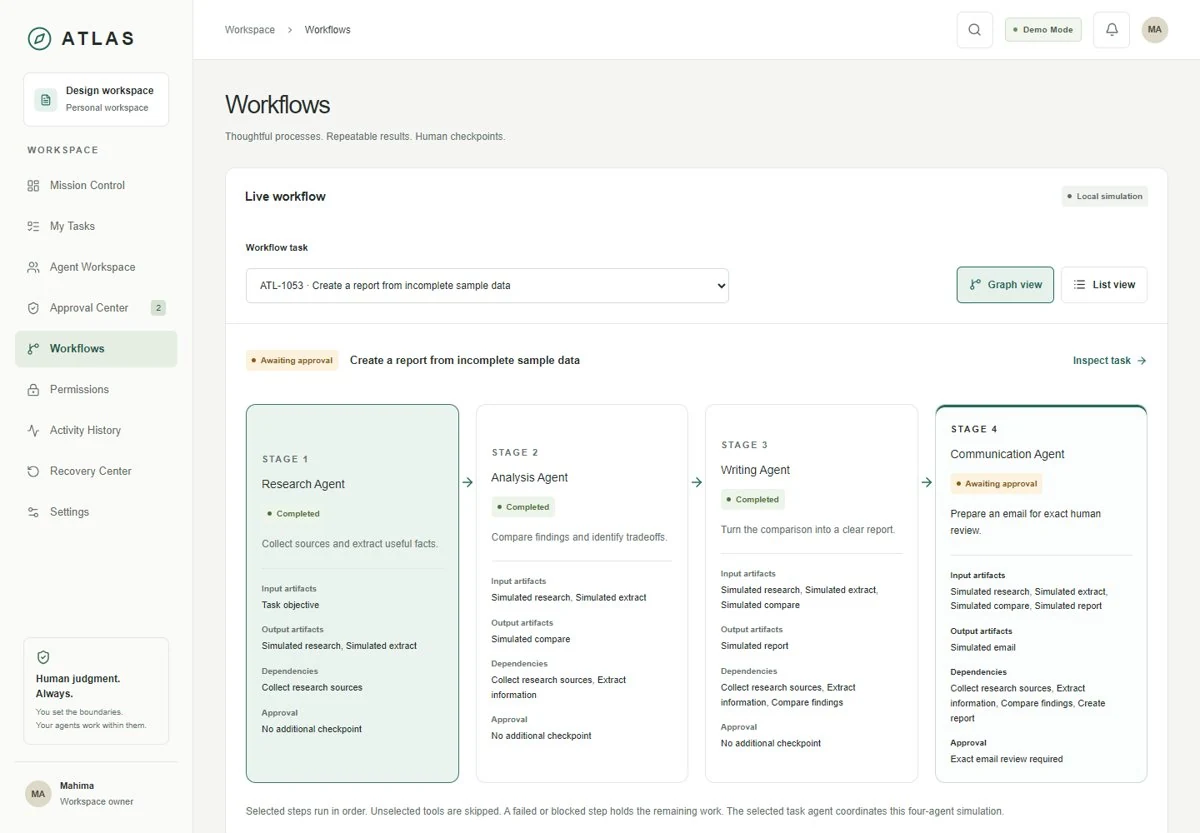 ATLAS
Design workspace
Personal workspace
WORKSPACE
Mission Control
My Tasks
Agent Workspace
Approval Center 2
Workflows
Permissions
Activity History
Recovery Center
Settings
Human judgment.
Always.
You set the boundaries.
Your agents work within them.
MA
Mahima
Workspace owner
Workspace > Workflows
Demo Mode
MA
Workflows
Thoughtful processes. Repeatable results. Human checkpoints.
Live workflow
Local simulation
Workflow task
ATL-1053 · Create a report from incomplete sample data
Graph view
List view
Awaiting approval
Create a report from incomplete sample data
Inspect task →
STAGE 1
Research Agent
Completed
Collect sources and extract useful facts.
Input artifacts
Task objective
Output artifacts
Simulated research, Simulated extract
Dependencies
Collect research sources
Approval
No additional checkpoint
→
STAGE 2
Analysis Agent
Completed
Compare findings and identify tradeoffs.
Input artifacts
Simulated research, Simulated extract
Output artifacts
Simulated compare
Dependencies
Collect research sources, Extract
information
Approval
No additional checkpoint
→
STAGE 3
Writing Agent
Completed
Turn the comparison into a clear report.
Input artifacts
Simulated research, Simulated extract,
Simulated compare
Output artifacts
Simulated report
Dependencies
Collect research sources, Extract
information, Compare findings
Approval
No additional checkpoint
→
STAGE 4
Communication Agent
Awaiting approval
Prepare an email for exact human
review.
Input artifacts
Simulated research, Simulated extract,
Simulated compare, Simulated report
Output artifacts
Simulated email
Dependencies
Collect research sources, Extract
information, Compare findings, Create
report
Approval
Exact email review required
Selected steps run in order. Unselected tools are skipped. A failed or blocked step holds the remaining work. The selected task agent coordinates this four-agent simulation.